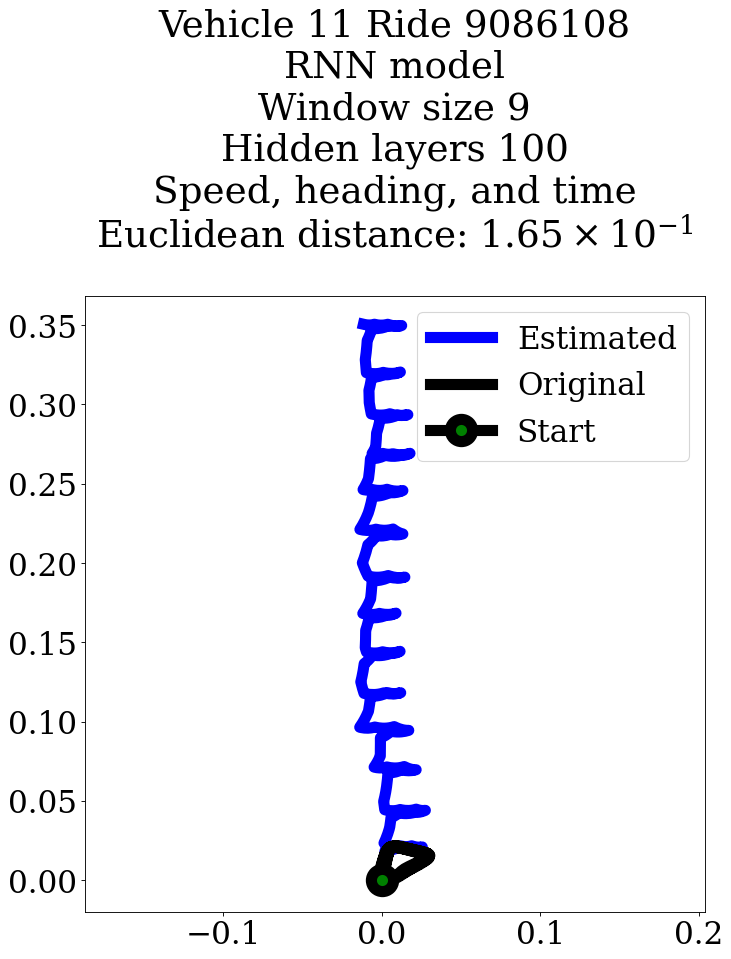 Vehicle 11 Ride 9086108
RNN model
Window size 9
Hidden layers 100
Speed, heading, and time
Euclidean distance: 1.65 × 10⁻¹
0.35
0.30
0.25
0.20
0.15
0.10
0.05
0.00
Estimated
Original
Start
−0.1
0.0
0.1
0.2